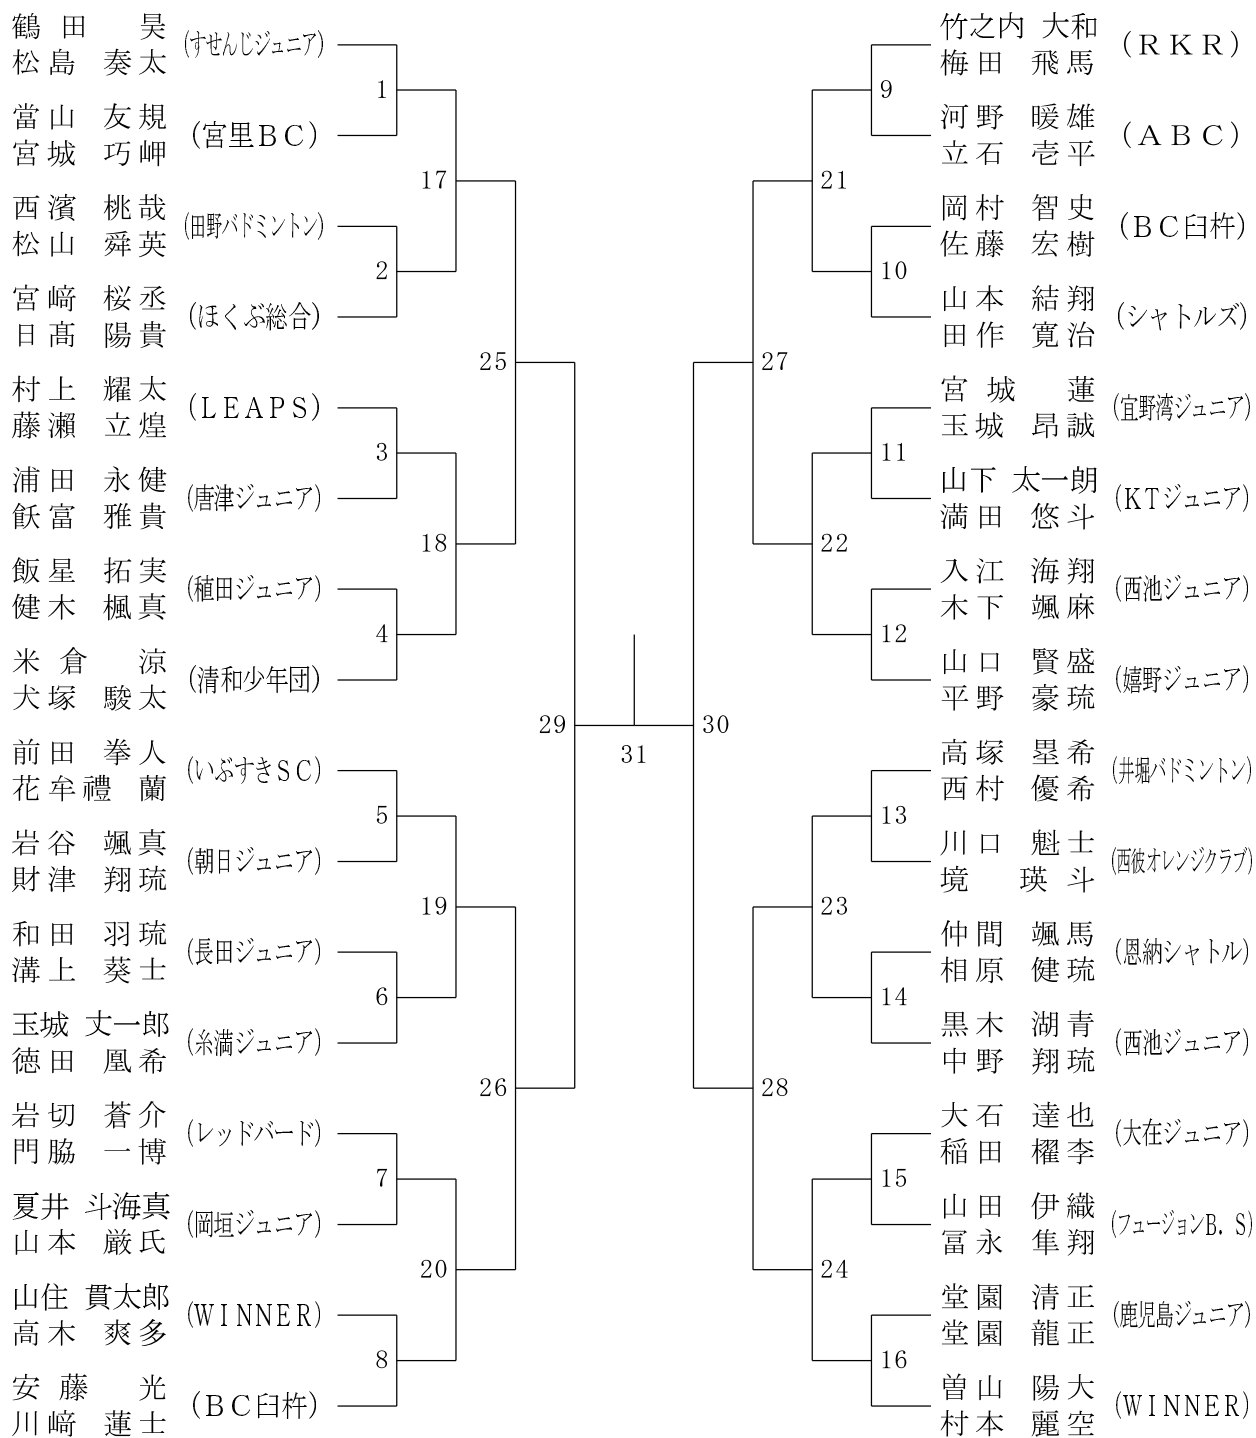 鶴田 昊
松島 奏太
(すせんじジュニア)
1
當山 友規
宮城 巧岬
(宮里BC)
17
西濱 桃哉
松山 舜英
(田野バドミントン)
2
宮﨑 桜丞
日髙 陽貴
(ほくぶ総合)
25
村上 耀太
藤瀬 立煌
(LEAPS)
3
浦田 永健
飫富 雅貴
(唐津ジュニア)
18
飯星 拓実
健木 楓真
(稙田ジュニア)
4
米倉 涼
犬塚 駿太
(清和少年団)
29
前田 拳人
花牟禮 蘭
(いぶすきSC)
5
岩谷 颯真
財津 翔琉
(朝日ジュニア)
19
和田 羽琉
溝上 葵士
(長田ジュニア)
6
玉城 丈一郎
徳田 凰希
(糸満ジュニア)
26
岩切 蒼介
門脇 一博
(レッドバード)
7
夏井 斗海真
山本 厳氏
(岡垣ジュニア)
20
山住 貫太郎
高木 爽多
(WINNER)
8
安藤 光
川﨑 蓮士
(BC臼杵)
31
竹之内 大和
梅田 飛馬
(RKR)
9
河野 暖雄
立石 壱平
(ABC)
21
岡村 智史
佐藤 宏樹
(BC臼杵)
10
山本 結翔
田作 寛治
(シャトルズ)
27
宮城 蓮
玉城 昂誠
(宜野湾ジュニア)
11
山下 太一朗
満田 悠斗
(KTジュニア)
22
入江 海翔
木下 颯麻
(西池ジュニア)
12
山口 賢盛
平野 豪琉
(嬉野ジュニア)
30
高塚 塁希
西村 優希
(井堀バドミントン)
13
川口 魁士
境 瑛斗
(西彼オレンジクラブ)
23
仲間 颯馬
相原 健琉
(恩納シャトル)
14
黒木 湖青
中野 翔琉
(西池ジュニア)
28
大石 達也
稲田 櫂李
(大在ジュニア)
15
山田 伊織
冨永 隼翔
(フュージョンB.S)
24
堂園 清正
堂園 龍正
(鹿児島ジュニア)
16
曽山 陽大
村本 麗空
(WINNER)